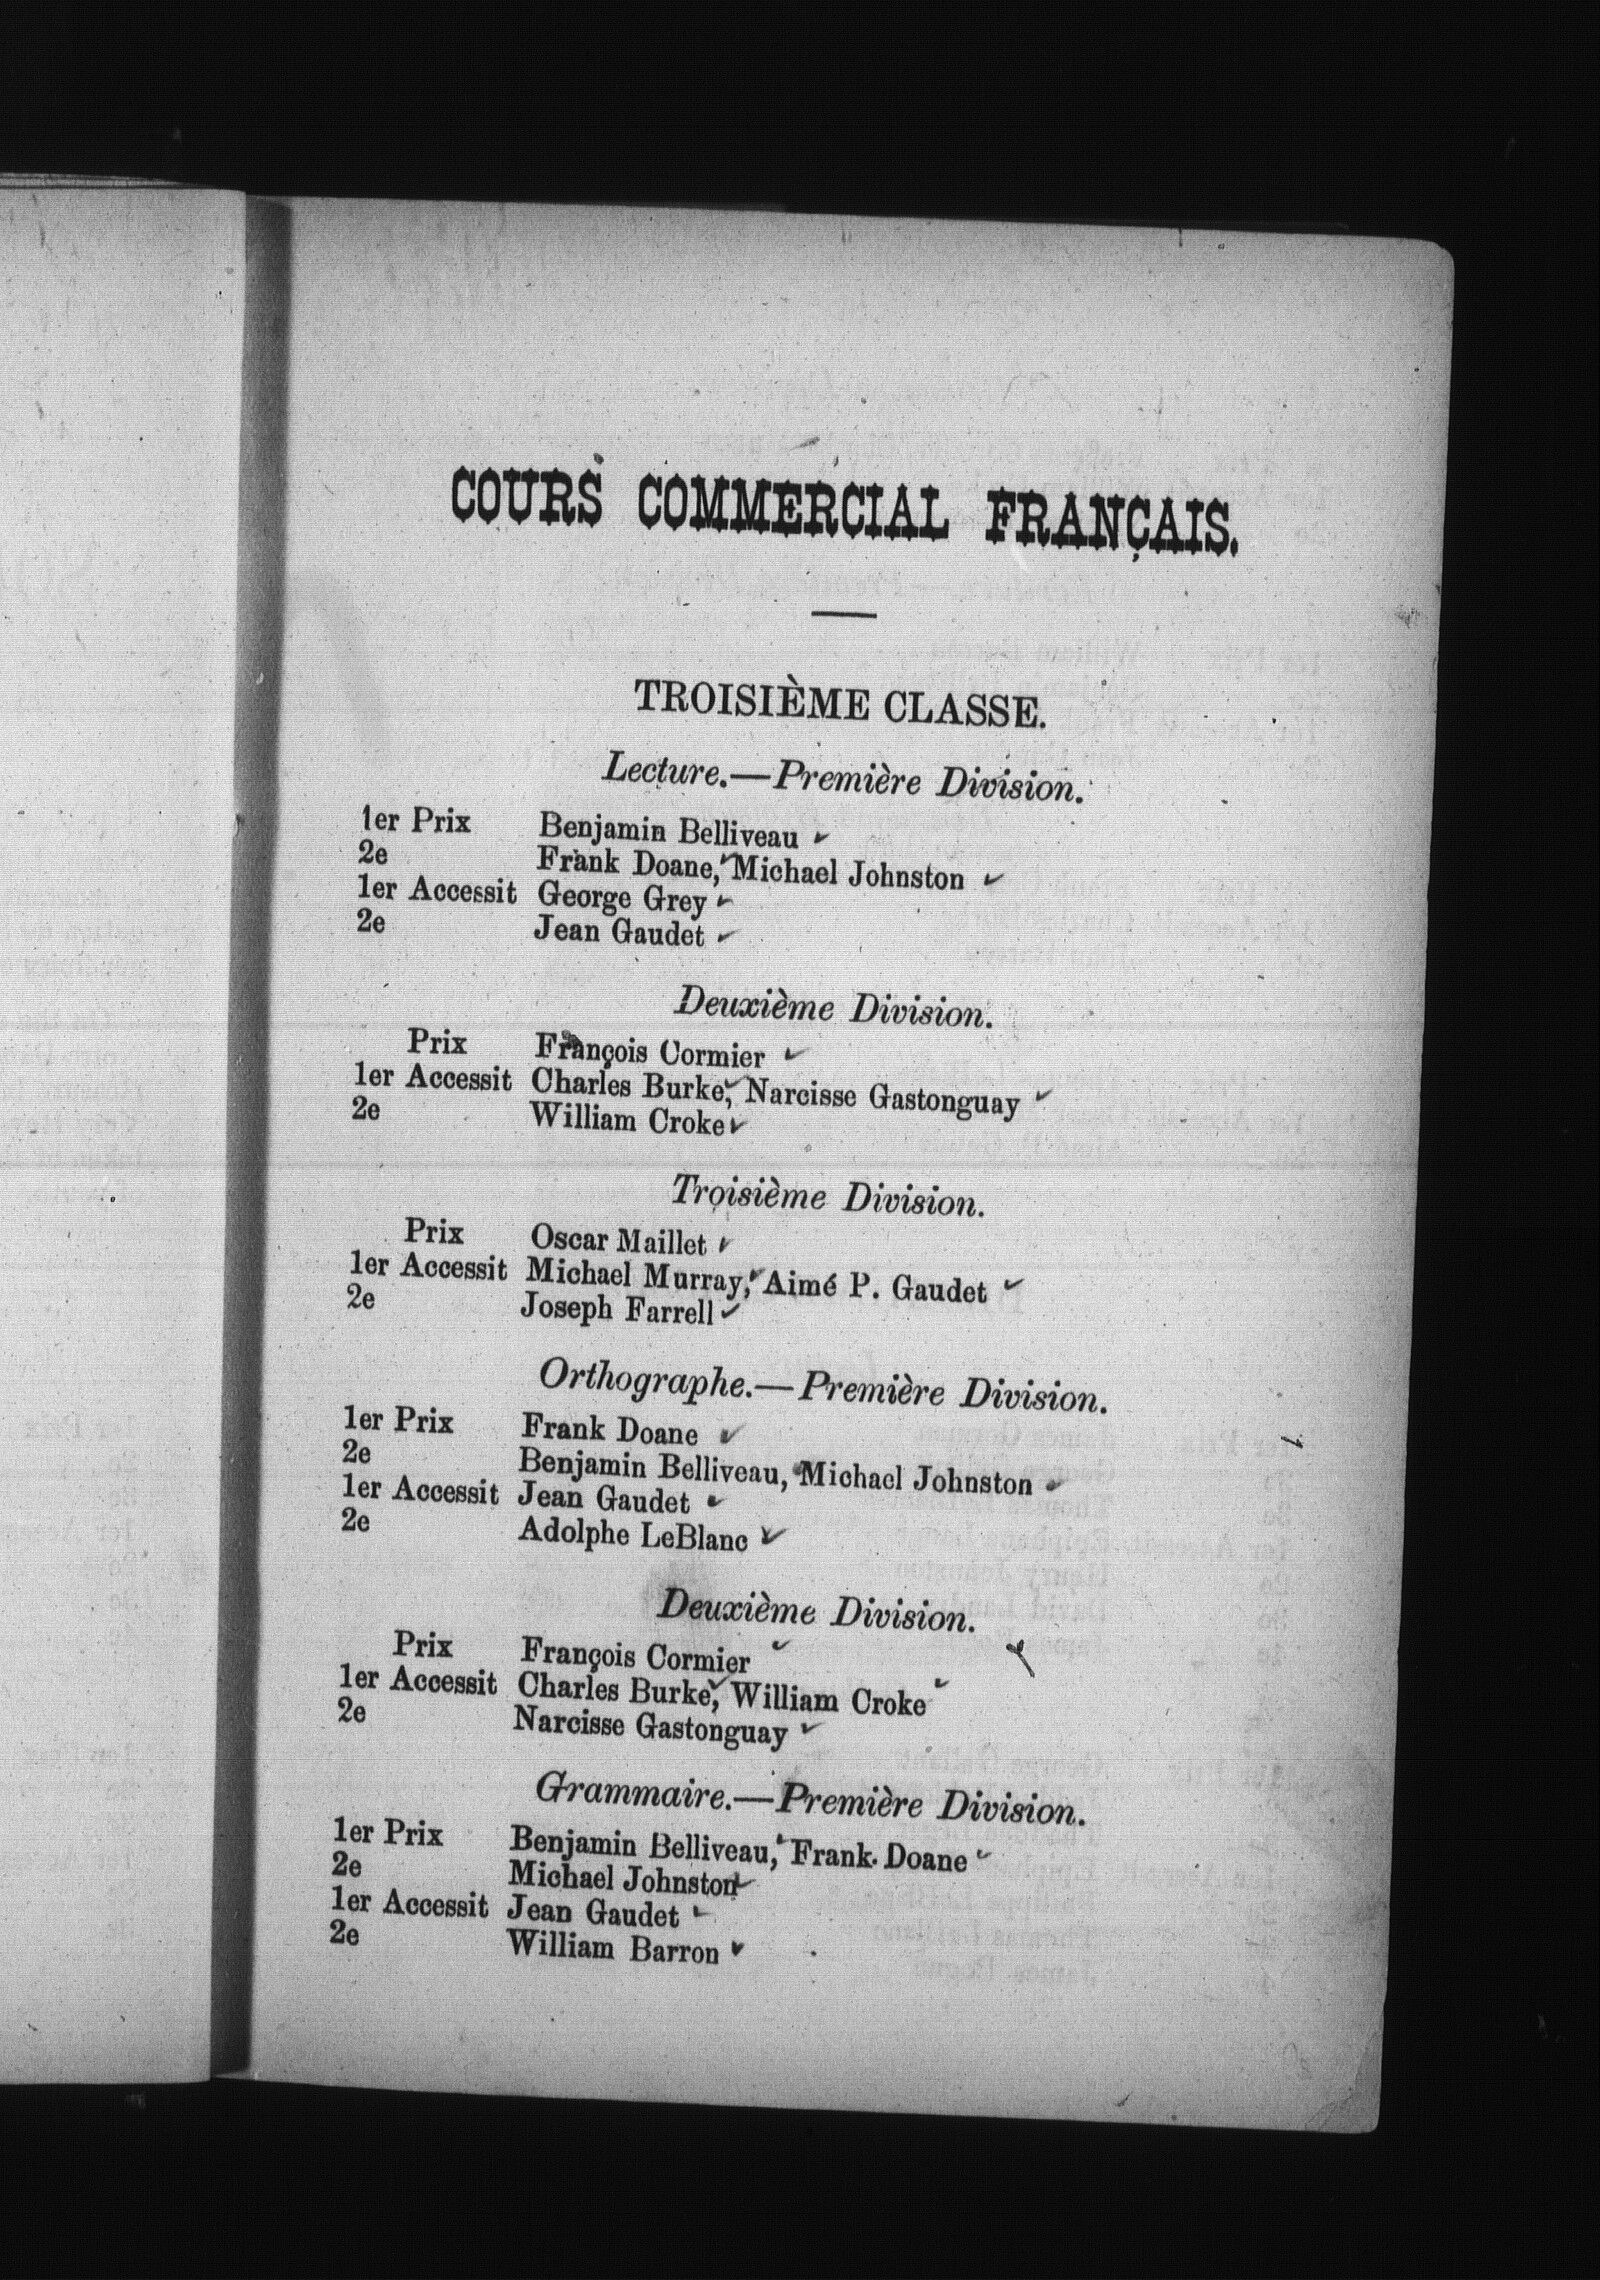 COURS COMMERCIAL FRANÇAIS.
TROISIÈME CLASSE.
Lecture.—Première Division.
1er Prix Benjamin Belliveau
2e Frank Doane, Michael Johnston
1er Accessit George Grey
2e Jean Gaudet
Deuxième Division.
Prix François Cormier
1er Accessit Charles Burke, Narcisse Gastonguay
2e William Croke
Troisième Division.
Prix Oscar Maillet
1er Accessit Michael Murray, Aimé P. Gaudet
2e Joseph Farrell
Orthographe.—Première Division.
1er Prix Frank Doane
2e Benjamin Belliveau, Michael Johnston
1er Accessit Jean Gaudet
2e Adolphe LeBlanc
Deuxième Division.
Prix François Cormier
1er Accessit Charles Burke, William Croke
2e Narcisse Gastonguay
Grammaire.—Première Division.
1er Prix Benjamin Belliveau, Frank Doane
2e Michael Johnston
1er Accessit Jean Gaudet
2e William Barron